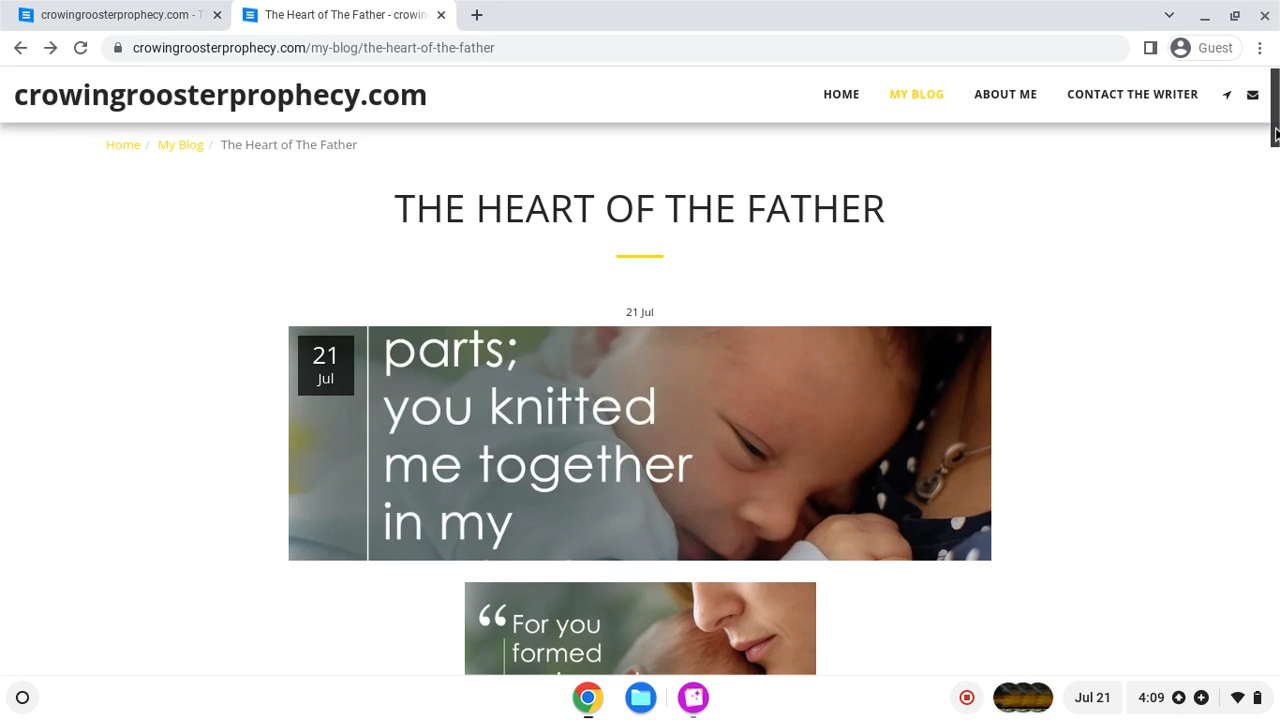 crowingroosterprophecy.com - T
The Heart of The Father - crowin
crowingroosterprophecy.com/my-blog/the-heart-of-the-father
Guest
crowingroosterprophecy.com
HOME
MY BLOG
ABOUT ME
CONTACT THE WRITER
Home / My Blog / The Heart of The Father
THE HEART OF THE FATHER
21 Jul
21
Jul
parts;
you knitted
me together
in my
“ For you
formed
Jul 21
4:09